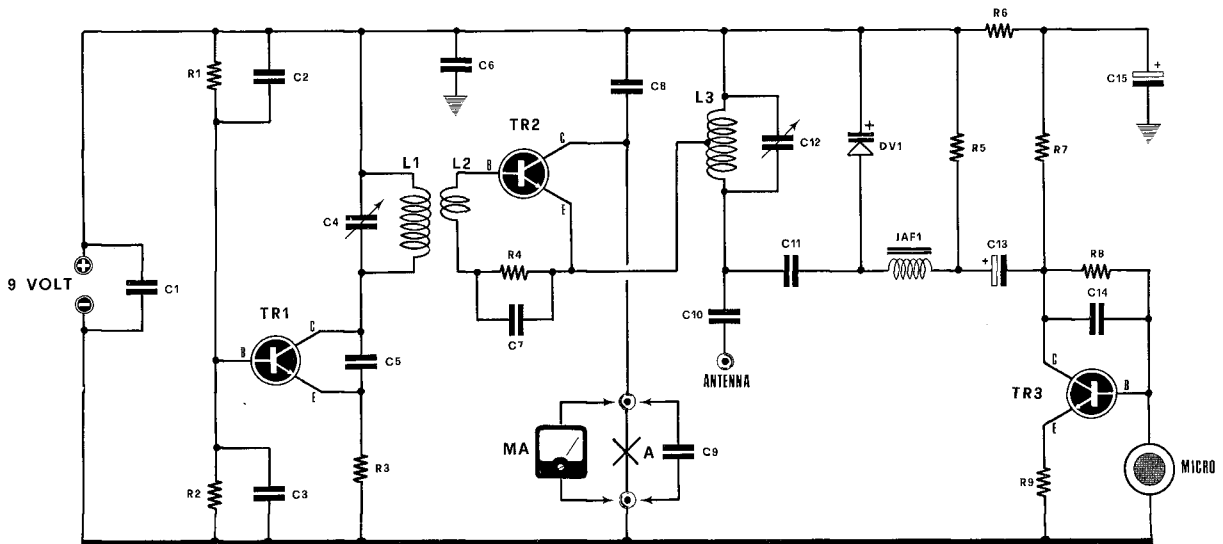 R6
R1
C2
C6
C8
C15
+
L3
TR2
C12
+
DV1
R5
R7
L1
L2
B
C
E
C4
R4
C7
C11
JAF1
C13
+
R8
C14
9 VOLT
+
-
C1
TR1
B
C
E
C5
C10
ANTENNA
C
B
E
TR3
MA
A
C9
R3
R2
C3
R9
MICRO